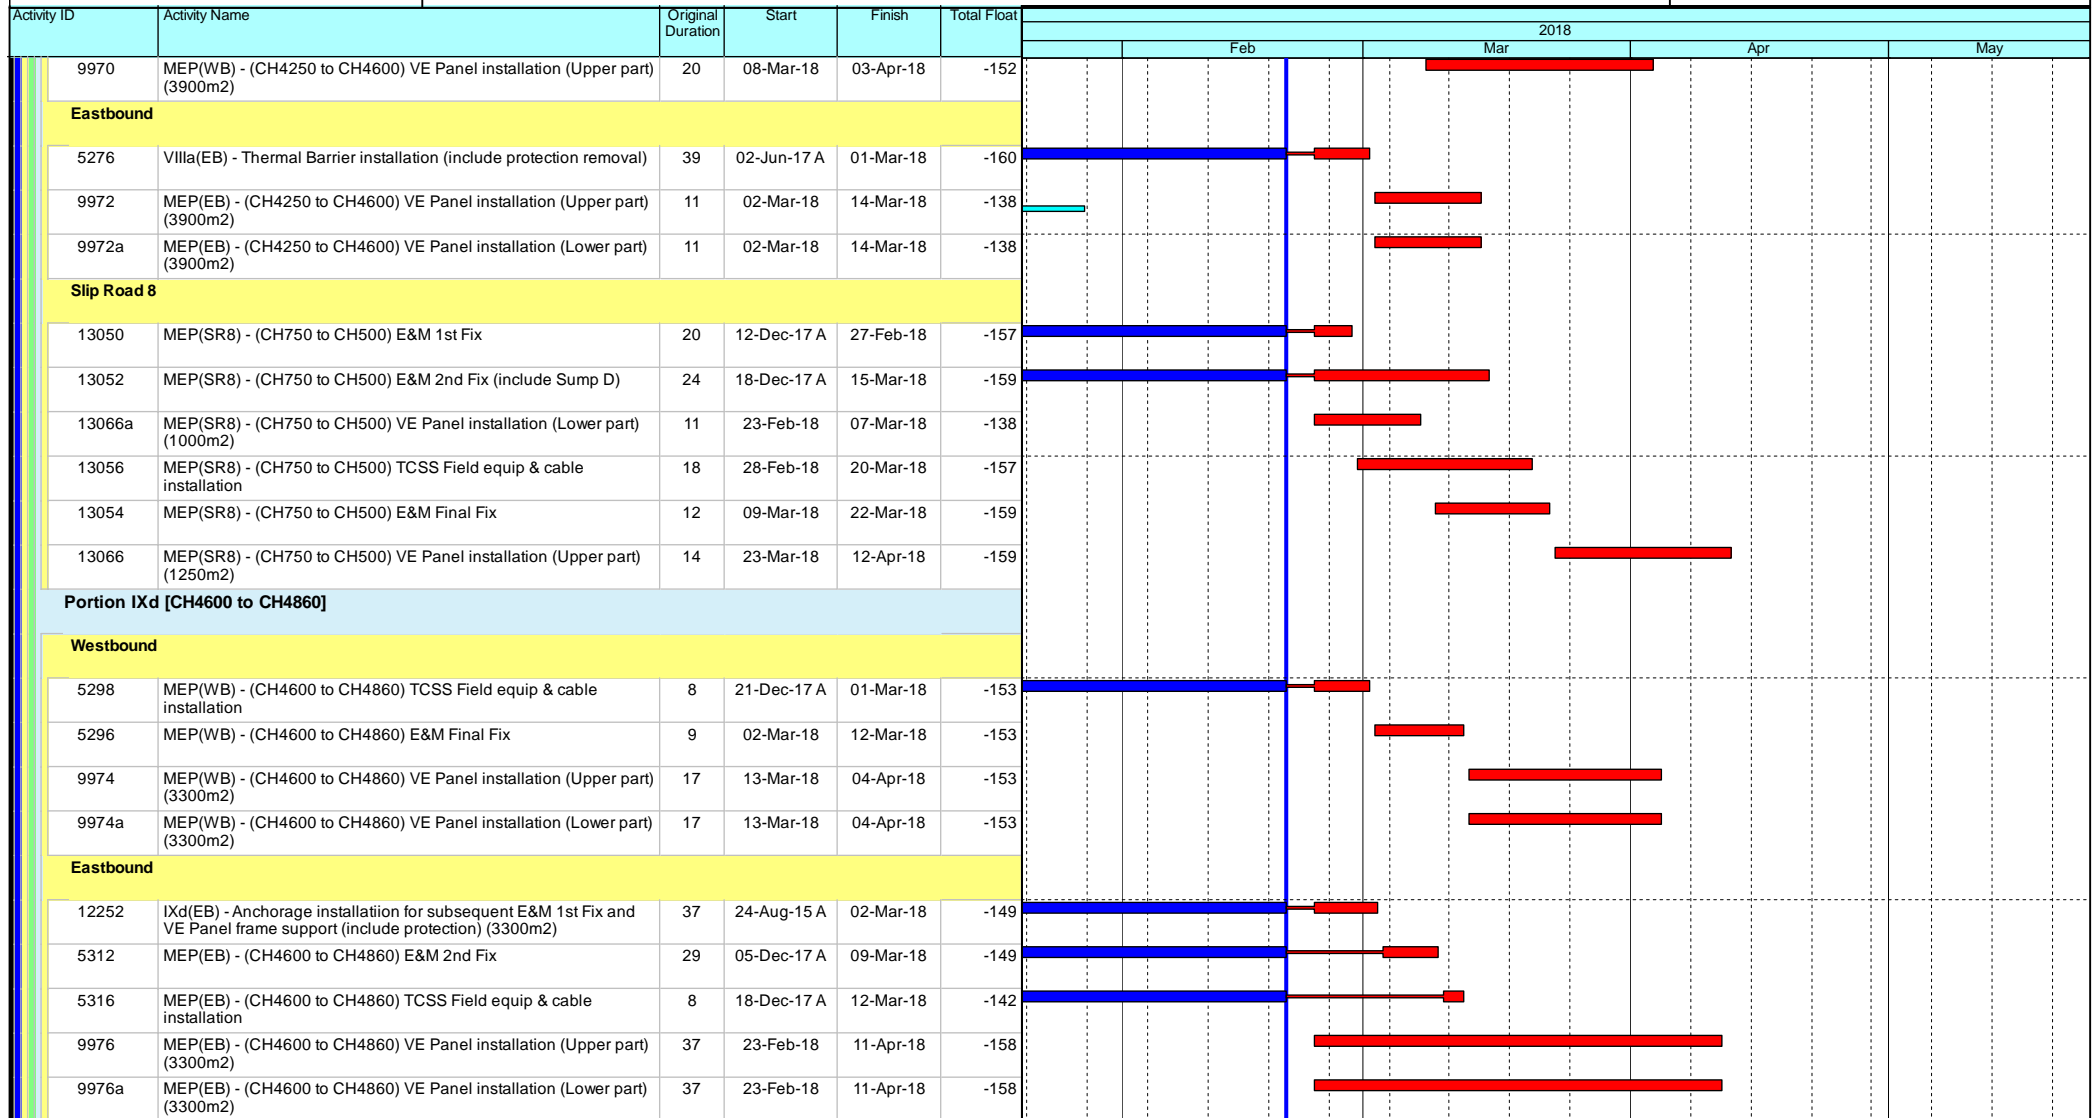 Activity ID Activity Name Original Start Finish Total Float
Duration
2018
Feb Mar Apr May
9970 MEP(WB) - (CH4250 to CH4600) VE Panel installation (Upper part) 20 08-Mar-18 03-Apr-18 -152
(3900m2)
Eastbound
5276 VIIIa(EB) - Thermal Barrier installation (include protection removal) 39 02-Jun-17 A 01-Mar-18 -160
9972 MEP(EB) - (CH4250 to CH4600) VE Panel installation (Upper part) 11 02-Mar-18 14-Mar-18 -138
(3900m2)
9972a MEP(EB) - (CH4250 to CH4600) VE Panel installation (Lower part) 11 02-Mar-18 14-Mar-18 -138
(3900m2)
Slip Road 8
13050 MEP(SR8) - (CH750 to CH500) E&M 1st Fix 20 12-Dec-17 A 27-Feb-18 -157
13052 MEP(SR8) - (CH750 to CH500) E&M 2nd Fix (include Sump D) 24 18-Dec-17 A 15-Mar-18 -159
13066a MEP(SR8) - (CH750 to CH500) VE Panel installation (Lower part) 11 23-Feb-18 07-Mar-18 -138
(1000m2)
13056 MEP(SR8) - (CH750 to CH500) TCSS Field equip & cable 18 28-Feb-18 20-Mar-18 -157
installation
13054 MEP(SR8) - (CH750 to CH500) E&M Final Fix 12 09-Mar-18 22-Mar-18 -159
13066 MEP(SR8) - (CH750 to CH500) VE Panel installation (Upper part) 14 23-Mar-18 12-Apr-18 -159
(1250m2)
Portion IXd [CH4600 to CH4860]
Westbound
5298 MEP(WB) - (CH4600 to CH4860) TCSS Field equip & cable 8 21-Dec-17 A 01-Mar-18 -153
installation
5296 MEP(WB) - (CH4600 to CH4860) E&M Final Fix 9 02-Mar-18 12-Mar-18 -153
9974 MEP(WB) - (CH4600 to CH4860) VE Panel installation (Upper part) 17 13-Mar-18 04-Apr-18 -153
(3300m2)
9974a MEP(WB) - (CH4600 to CH4860) VE Panel installation (Lower part) 17 13-Mar-18 04-Apr-18 -153
(3300m2)
Eastbound
12252 IXd(EB) - Anchorage installatiion for subsequent E&M 1st Fix and 37 24-Aug-15 A 02-Mar-18 -149
VE Panel frame support (include protection) (3300m2)
5312 MEP(EB) - (CH4600 to CH4860) E&M 2nd Fix 29 05-Dec-17 A 09-Mar-18 -149
5316 MEP(EB) - (CH4600 to CH4860) TCSS Field equip & cable 8 18-Dec-17 A 12-Mar-18 -142
installation
9976 MEP(EB) - (CH4600 to CH4860) VE Panel installation (Upper part) 37 23-Feb-18 11-Apr-18 -158
(3300m2)
9976a MEP(EB) - (CH4600 to CH4860) VE Panel installation (Lower part) 37 23-Feb-18 11-Apr-18 -158
(3300m2)